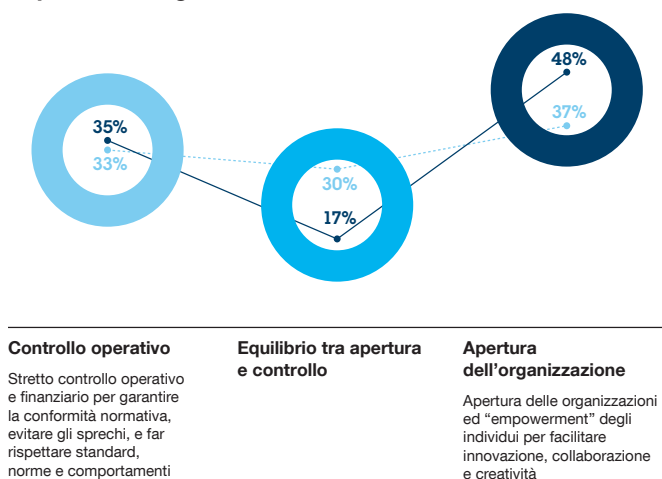 48%
37%
35%
33%
30%
17%
Controllo operativo
Stretto controllo operativo
e finanziario per garantire
la conformità normativa,
evitare gli sprechi, e far
rispettare standard,
norme e comportamenti
Equilibrio tra apertura
e controllo
Apertura
dell’organizzazione
Apertura delle organizzazioni
ed “empowerment” degli
individui per facilitare
innovazione, collaborazione
e creatività